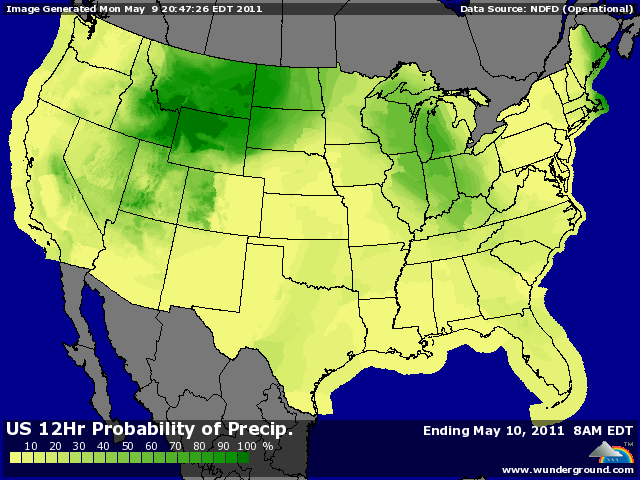 Image Generated Mon May 9 20:47:26 EDT 2011 Data Source: NDFD (Operational)
US 12Hr Probability of Precip. Ending May 10, 2011 8AM EDT
10 20 30 40 50 60 70 80 90 100 %
TM
www.wunderground.com